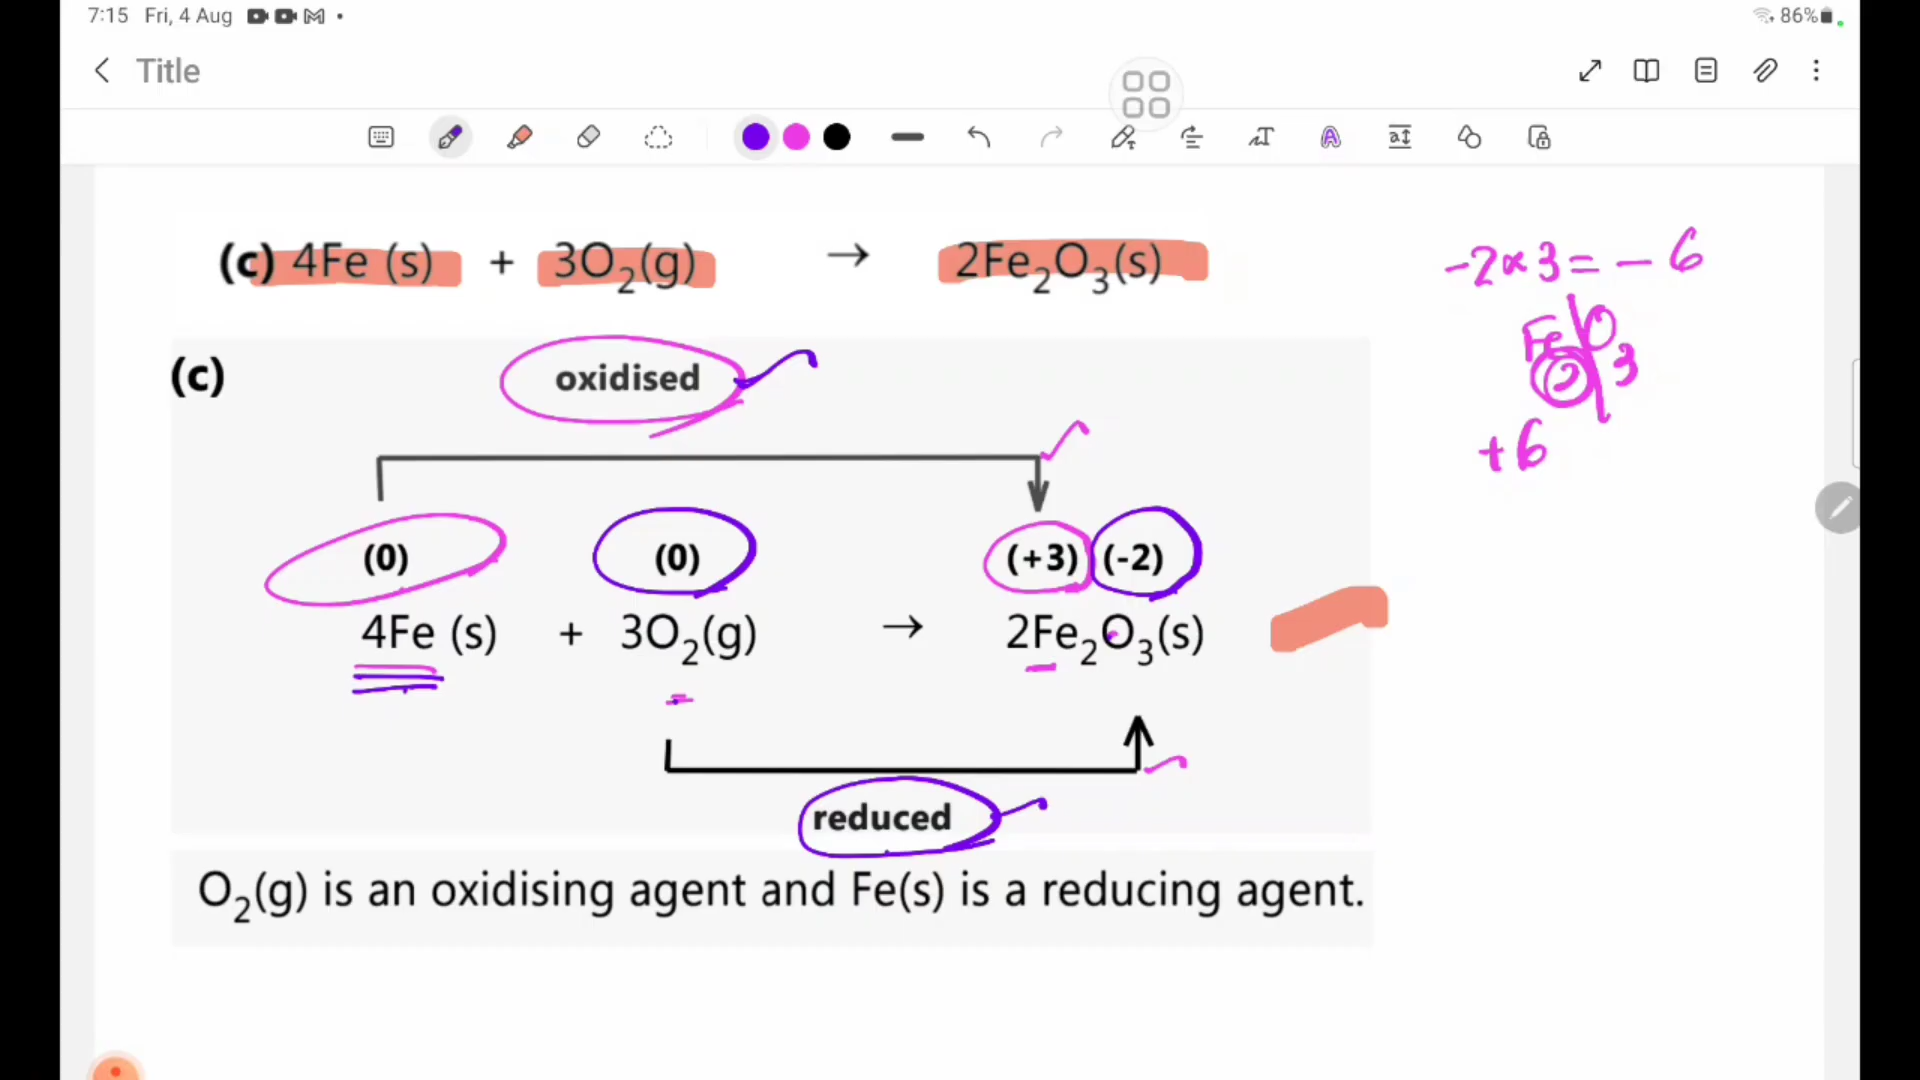 7:15 Fri, 4 Aug
86%
Title
(c) 4Fe (s) + 3O₂(g) → 2Fe₂O₃(s)
-2×3 = -6
Fe₂O₃
+6
(c)
oxidised
(0) (0) (+3) (-2)
4Fe (s) + 3O₂(g) → 2Fe₂O₃(s)
reduced
O₂(g) is an oxidising agent and Fe(s) is a reducing agent.